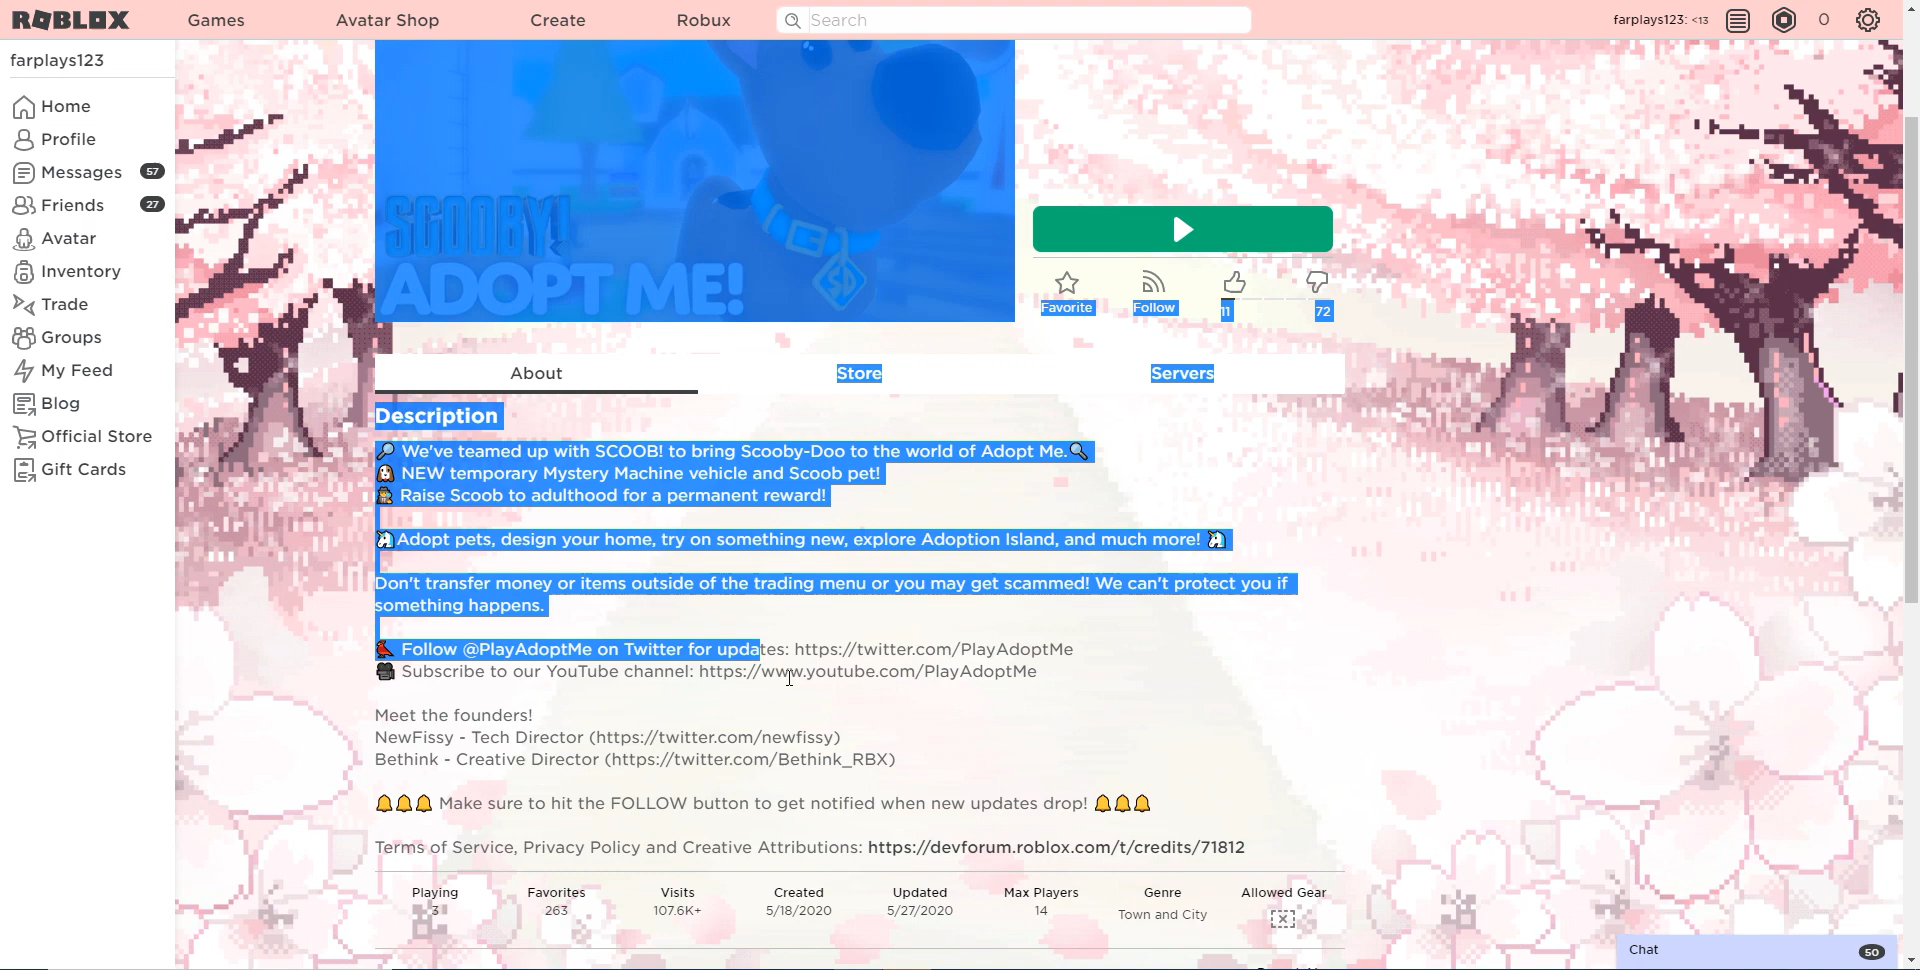 ROBLOX
Games
Avatar Shop
Create
Robux
Search
farplays123: <13
0
farplays123
Home
Profile
Messages 57
Friends 27
Avatar
Inventory
Trade
Groups
My Feed
Blog
Official Store
Gift Cards
SCOOBY!
ADOPT ME!
SD
Favorite
Follow
11
72
About
Store
Servers
Description
🔎 We've teamed up with SCOOB! to bring Scooby-Doo to the world of Adopt Me.🔍
🐶 NEW temporary Mystery Machine vehicle and Scoob pet!
🕵 Raise Scoob to adulthood for a permanent reward!
🦄Adopt pets, design your home, try on something new, explore Adoption Island, and much more! 🦄
Don't transfer money or items outside of the trading menu or you may get scammed! We can't protect you if
something happens.
🐦 Follow @PlayAdoptMe on Twitter for updates: https://twitter.com/PlayAdoptMe
🎥 Subscribe to our YouTube channel: https://www.youtube.com/PlayAdoptMe
Meet the founders!
NewFissy - Tech Director (https://twitter.com/newfissy)
Bethink - Creative Director (https://twitter.com/Bethink_RBX)
🔔🔔🔔 Make sure to hit the FOLLOW button to get notified when new updates drop! 🔔🔔🔔
Terms of Service, Privacy Policy and Creative Attributions: https://devforum.roblox.com/t/credits/71812
Playing Favorites Visits Created Updated Max Players Genre Allowed Gear
3 263 107.6K+ 5/18/2020 5/27/2020 14 Town and City
Chat 50